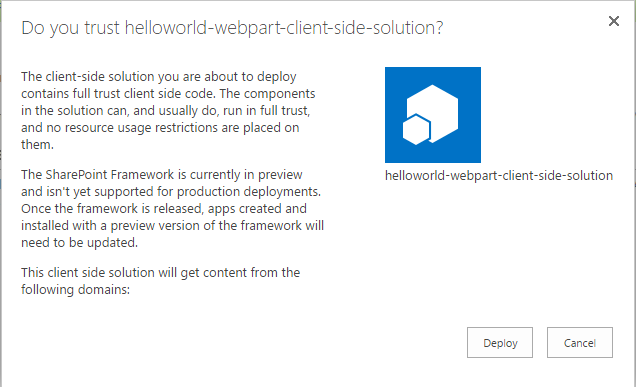 Do you trust helloworld-webpart-client-side-solution?
The client-side solution you are about to deploy
contains full trust client side code. The components
in the solution can, and usually do, run in full trust,
and no resource usage restrictions are placed on
them.
The SharePoint Framework is currently in preview
and isn't yet supported for production deployments.
Once the framework is released, apps created and
installed with a preview version of the framework will
need to be updated.
This client side solution will get content from the
following domains:
helloworld-webpart-client-side-solution
Deploy
Cancel